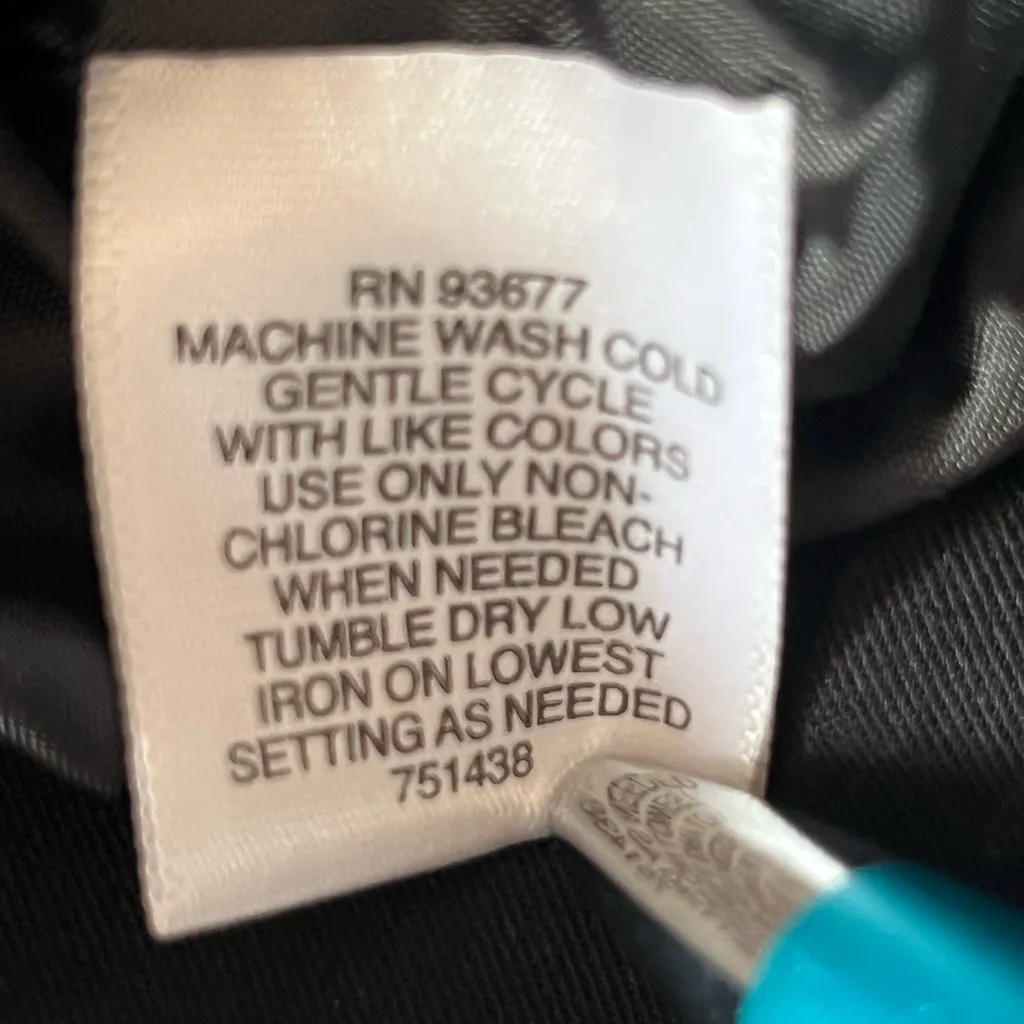 RN 93677
MACHINE WASH COLD
GENTLE CYCLE
WITH LIKE COLORS
USE ONLY NON-
CHLORINE BLEACH
WHEN NEEDED
TUMBLE DRY LOW
IRON ON LOWEST
SETTING AS NEEDED
751438